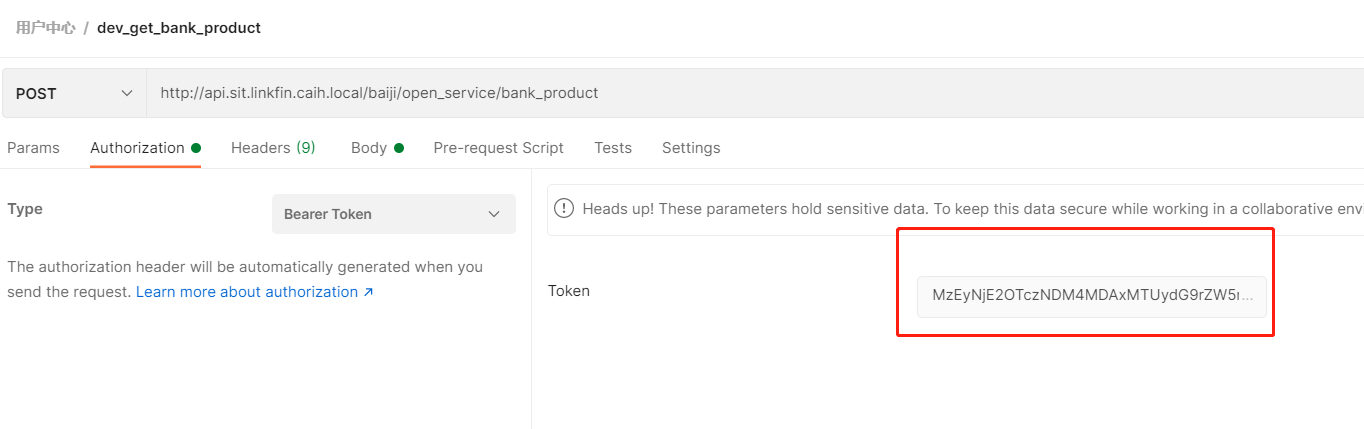 用户中心 / dev_get_bank_product
POST http://api.sit.linkfin.caih.local/baiji/open_service/bank_product
Params Authorization Headers (9) Body Pre-request Script Tests Settings
Type Bearer Token
Heads up! These parameters hold sensitive data. To keep this data secure while working in a collaborative envi
The authorization header will be automatically generated when you
send the request. Learn more about authorization ↗
Token MzEyNjE2OTczNDM4MDAxMTUydG9rZW5...